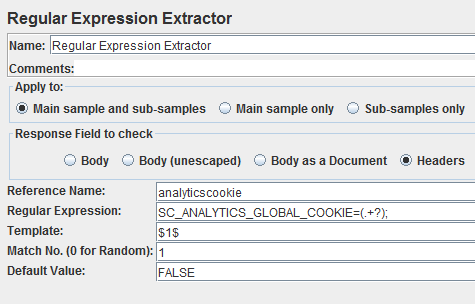 Regular Expression Extractor
Name: Regular Expression Extractor
Comments:
Apply to:
Main sample and sub-samples Main sample only Sub-samples only
Response Field to check
Body Body (unescaped) Body as a Document Headers
Reference Name: analyticscookie
Regular Expression: SC_ANALYTICS_GLOBAL_COOKIE=(.+?);
Template: $1$
Match No. (0 for Random): 1
Default Value: FALSE